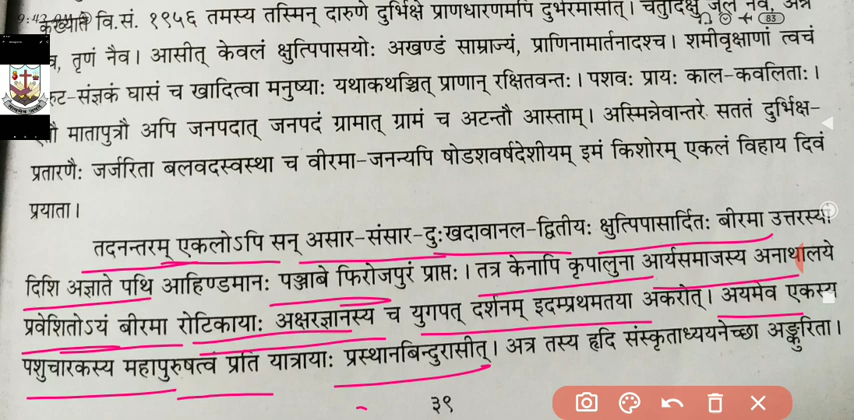 कख्याते वि.सं. १९५६ तमस्य तस्मिन् दारुणे दुर्भिक्षे प्राणधारणमपि दुर्भरमासीत्। चतुर्दिक्षु जलं नैव, अन्नं
तृणं नैव। आसीत् केवलं क्षुत्पिपासयोः अखण्डं साम्राज्यं, प्राणिनामार्तनादश्च। शमीवृक्षाणां त्वचं
संज्ञकं घासं च खादित्वा मनुष्याः यथाकथञ्चित् प्राणान् रक्षितवन्तः। पशवः प्रायः काल-कवलिताः।
मातापुत्रौ अपि जनपदात् जनपदं ग्रामात् ग्रामं च अटन्तौ आस्ताम्। अस्मिन्नेवान्तरे सततं दुर्भिक्ष-
प्रतारणैः जर्जरिता बलवदस्वस्था च वीरमा-जनन्यपि षोडशवर्षदेशीयम् इमं किशोरम् एकलं विहाय दिवं
प्रयाता।
तदनन्तरम् एकलोऽपि सन् असार-संसार-दुःखदावानल-द्वितीयः क्षुत्पिपासार्दितः बीरमा उत्तरस्यां
दिशि अज्ञाते पथि आहिण्डमानः पञ्जाबे फिरोजपुरं प्राप्तः। तत्र केनापि कृपालुना आर्यसमाजस्य अनाथालये
प्रवेशितोऽयं बीरमा रोटिकायाः अक्षरज्ञानस्य च युगपत् दर्शनम् इदम्प्रथमतया अकरोत्। अयमेव एकस्य
पशुचारकस्य महापुरुषत्वं प्रति यात्रायाः प्रस्थानबिन्दुरासीत्। अत्र तस्य हृदि संस्कृताध्ययनेच्छा अङ्कुरिता।
३९